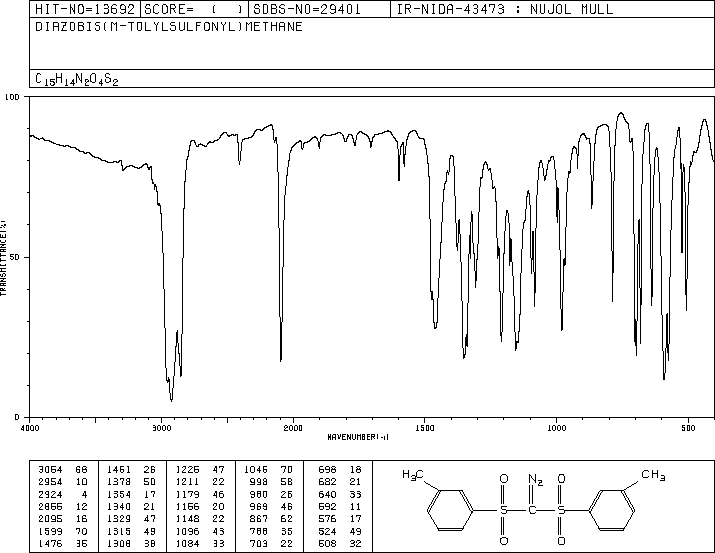 HIT-NO=13692 SCORE= ( ) SDBS-NO=29401 IR-NIDA-43473 : NUJOL MULL
DIAZOBIS(M-TOLYLSULFONYL)METHANE
C15H14N2O4S2
100
50
0
TRANSMITTANCE(%)
4000 3000 2000 1500 1000 500
WAVENUMBER(-1)
3064 68 1461 26 1225 47 1045 70 698 18
2954 10 1378 50 1211 22 998 58 682 21
2924 4 1354 17 1179 46 980 26 640 33
2855 12 1340 21 1156 20 969 46 592 11
2095 16 1329 47 1148 22 867 62 576 17
1599 70 1315 49 1096 43 788 35 524 49
1476 35 1308 38 1084 33 703 22 508 32
H3C O N2 O CH3
S C S
O O